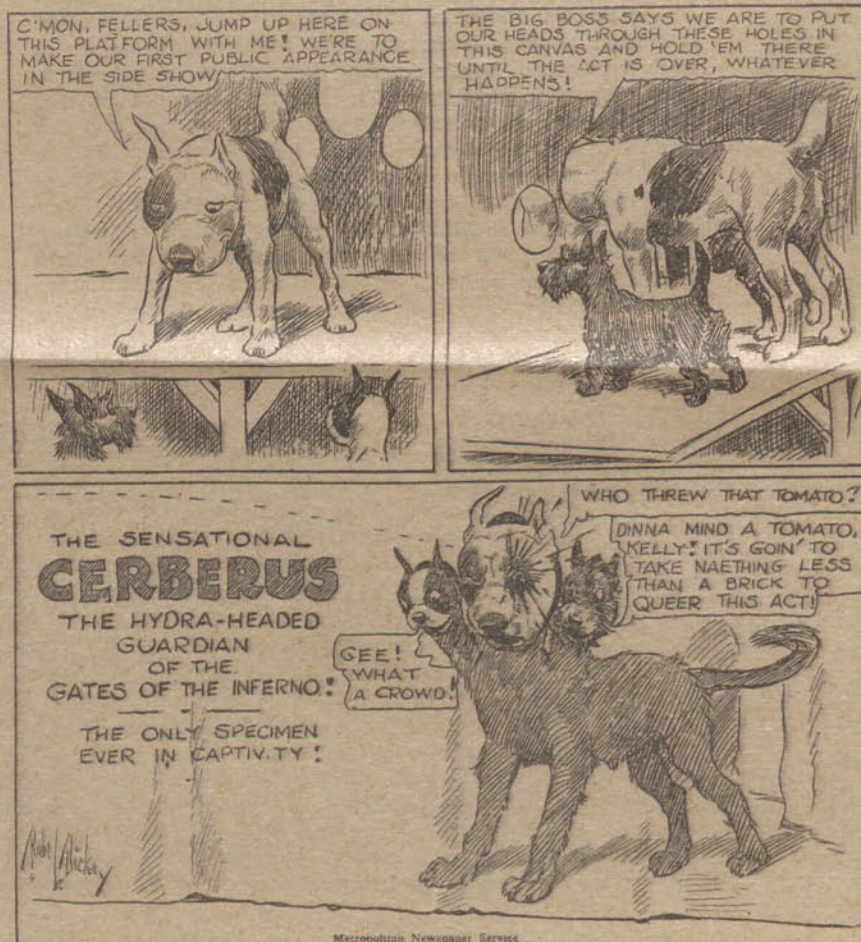 C'MON, FELLERS, JUMP UP HERE ON
THIS PLATFORM WITH ME! WE'RE TO
MAKE OUR FIRST PUBLIC APPEARANCE
IN THE SIDE SHOW
THE BIG BOSS SAYS WE ARE TO PUT
OUR HEADS THROUGH THESE HOLES IN
THIS CANVAS AND HOLD 'EM THERE
UNTIL THE ACT IS OVER, WHATEVER
HAPPENS!
THE SENSATIONAL
CERBERUS
THE HYDRA-HEADED
GUARDIAN
OF THE
GATES OF THE INFERNO!
THE ONLY SPECIMEN
EVER IN CAPTIV.TY!
GEE!
WHAT
A CROWD!
WHO THREW THAT TOMATO?
DINNA MIND A TOMATO,
KELLY! IT'S GOIN' TO
TAKE NAETHING LESS
THAN A BRICK TO
QUEER THIS ACT!
Robt L. Dickey
Metropolitan Newspaper Service